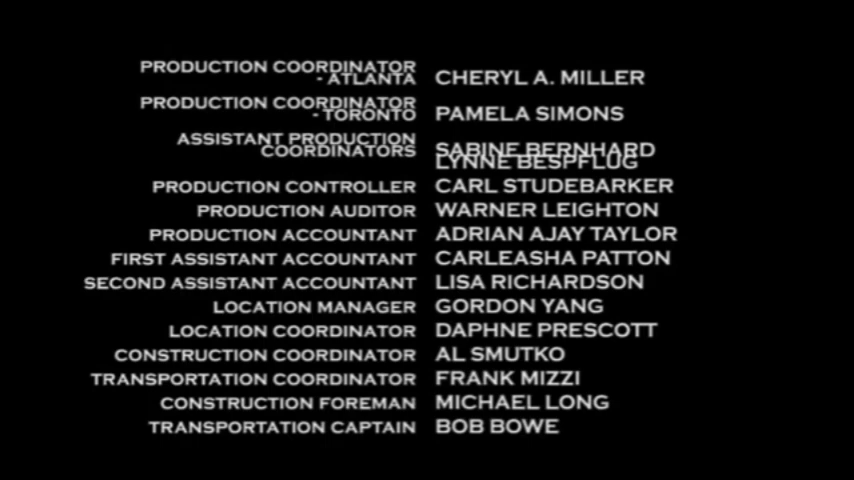 PRODUCTION COORDINATOR
- ATLANTA CHERYL A. MILLER
PRODUCTION COORDINATOR
- TORONTO PAMELA SIMONS
ASSISTANT PRODUCTION
COORDINATORS SABINE BERNHARD
LYNNE BESPFLUG
PRODUCTION CONTROLLER CARL STUDEBARKER
PRODUCTION AUDITOR WARNER LEIGHTON
PRODUCTION ACCOUNTANT ADRIAN AJAY TAYLOR
FIRST ASSISTANT ACCOUNTANT CARLEASHA PATTON
SECOND ASSISTANT ACCOUNTANT LISA RICHARDSON
LOCATION MANAGER GORDON YANG
LOCATION COORDINATOR DAPHNE PRESCOTT
CONSTRUCTION COORDINATOR AL SMUTKO
TRANSPORTATION COORDINATOR FRANK MIZZI
CONSTRUCTION FOREMAN MICHAEL LONG
TRANSPORTATION CAPTAIN BOB BOWE